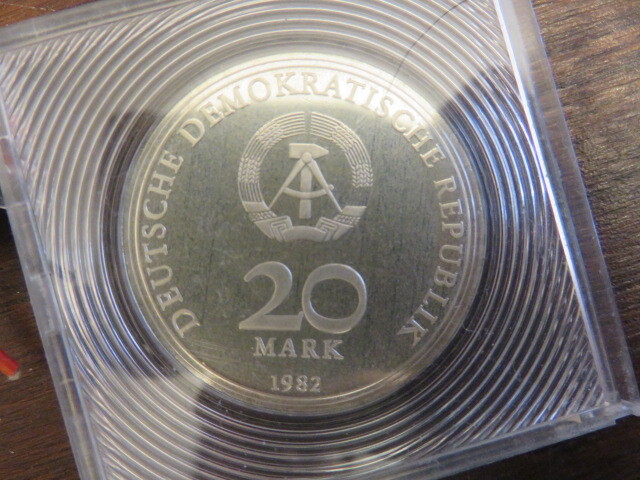 DEUTSCHE DEMOKRATISCHE REPUBLIK
20
MARK
1982